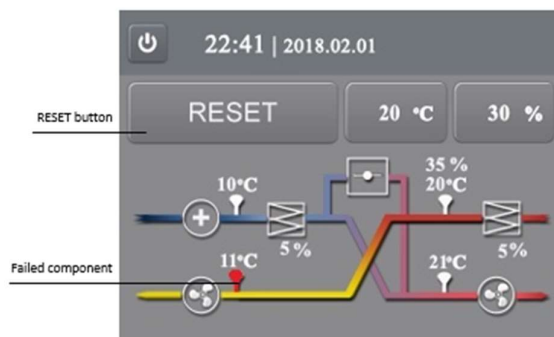 22:41 | 2018.02.01
RESET button
RESET
20 °C
30 %
35 %
10°C
20°C
5 %
5%
Failed component
11°C
21°C